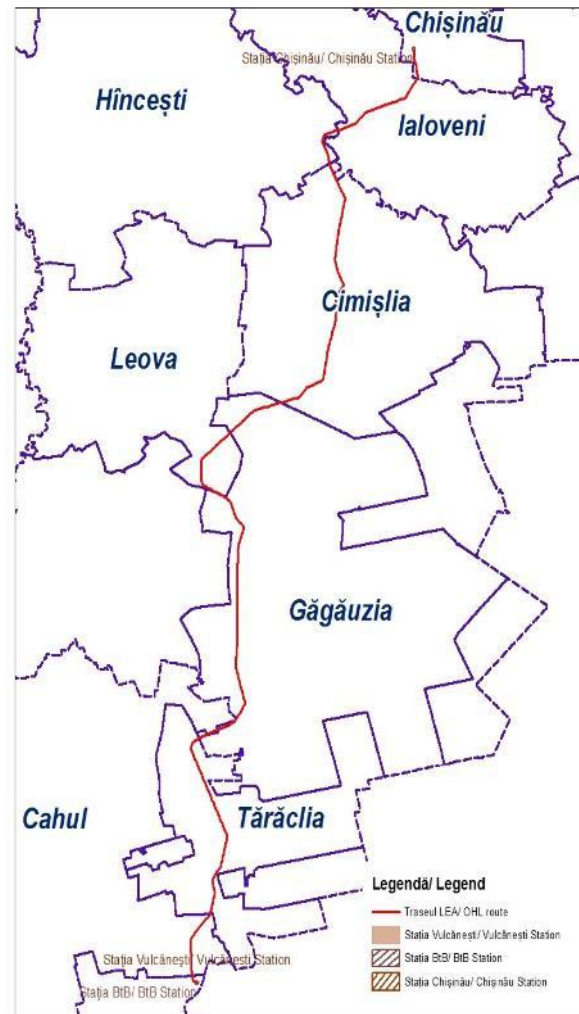 Chișinău
Stația Chișinău/ Chișinău Station
Hîncești
Ialoveni
Cimișlia
Leova
Găgăuzia
Cahul
Tărăclia
Legendă/ Legend
Traseul LEA/ OHL route
Statia Vulcănești/ Vulcănești Station
Stația BtB/ BtB Station
Stația Chișinău/ Chișinău Station
Stația Vulcănești/ Vulcănești Station
Stația BtB/ BtB Station